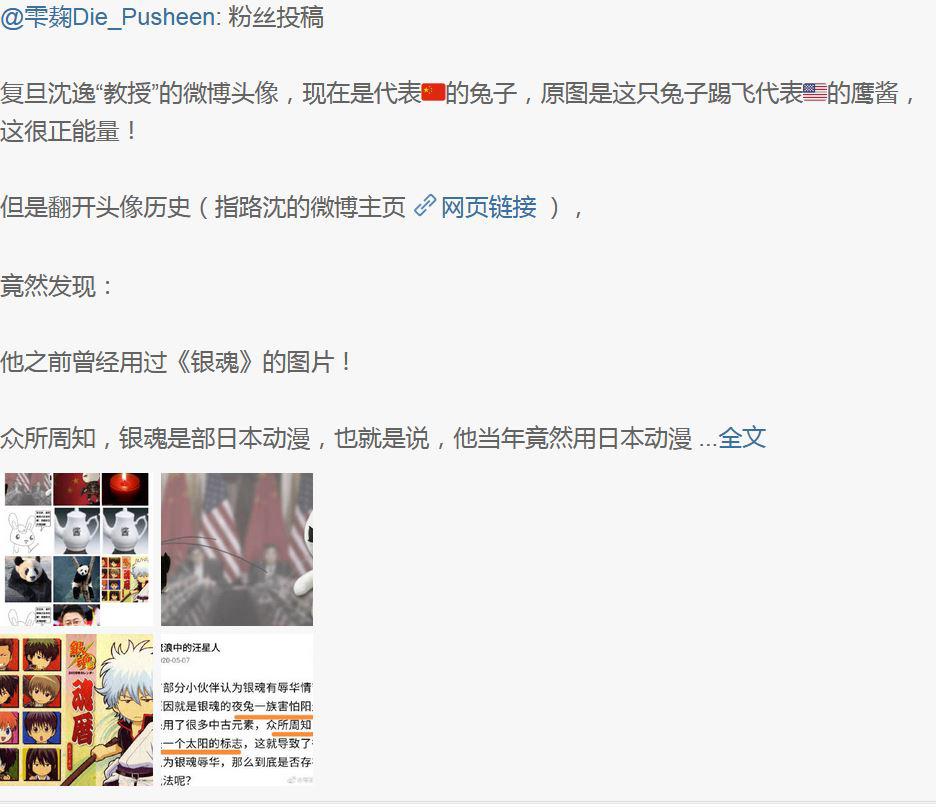 @雫麹Die_Pusheen: 粉丝投稿
复旦沈逸“教授”的微博头像，现在是代表🇨🇳的兔子，原图是这只兔子踢飞代表🇺🇸的鹰酱，
这很正能量！
但是翻开头像历史（指路沈的微博主页 网页链接 ），
竟然发现：
他之前曾经用过《银魂》的图片！
众所周知，银魂是部日本动漫，也就是说，他当年竟然用日本动漫 ...全文
酱
酱
银魂
魂暦
浪中的汪星人
20-05-07
部分小伙伴认为银魂有辱华情
因就是银魂的夜兔一族害怕阳
用了很多中古元素，众所周知
一个太阳的标志，这就导致了
为银魂辱华，那么到底是否存
法呢？